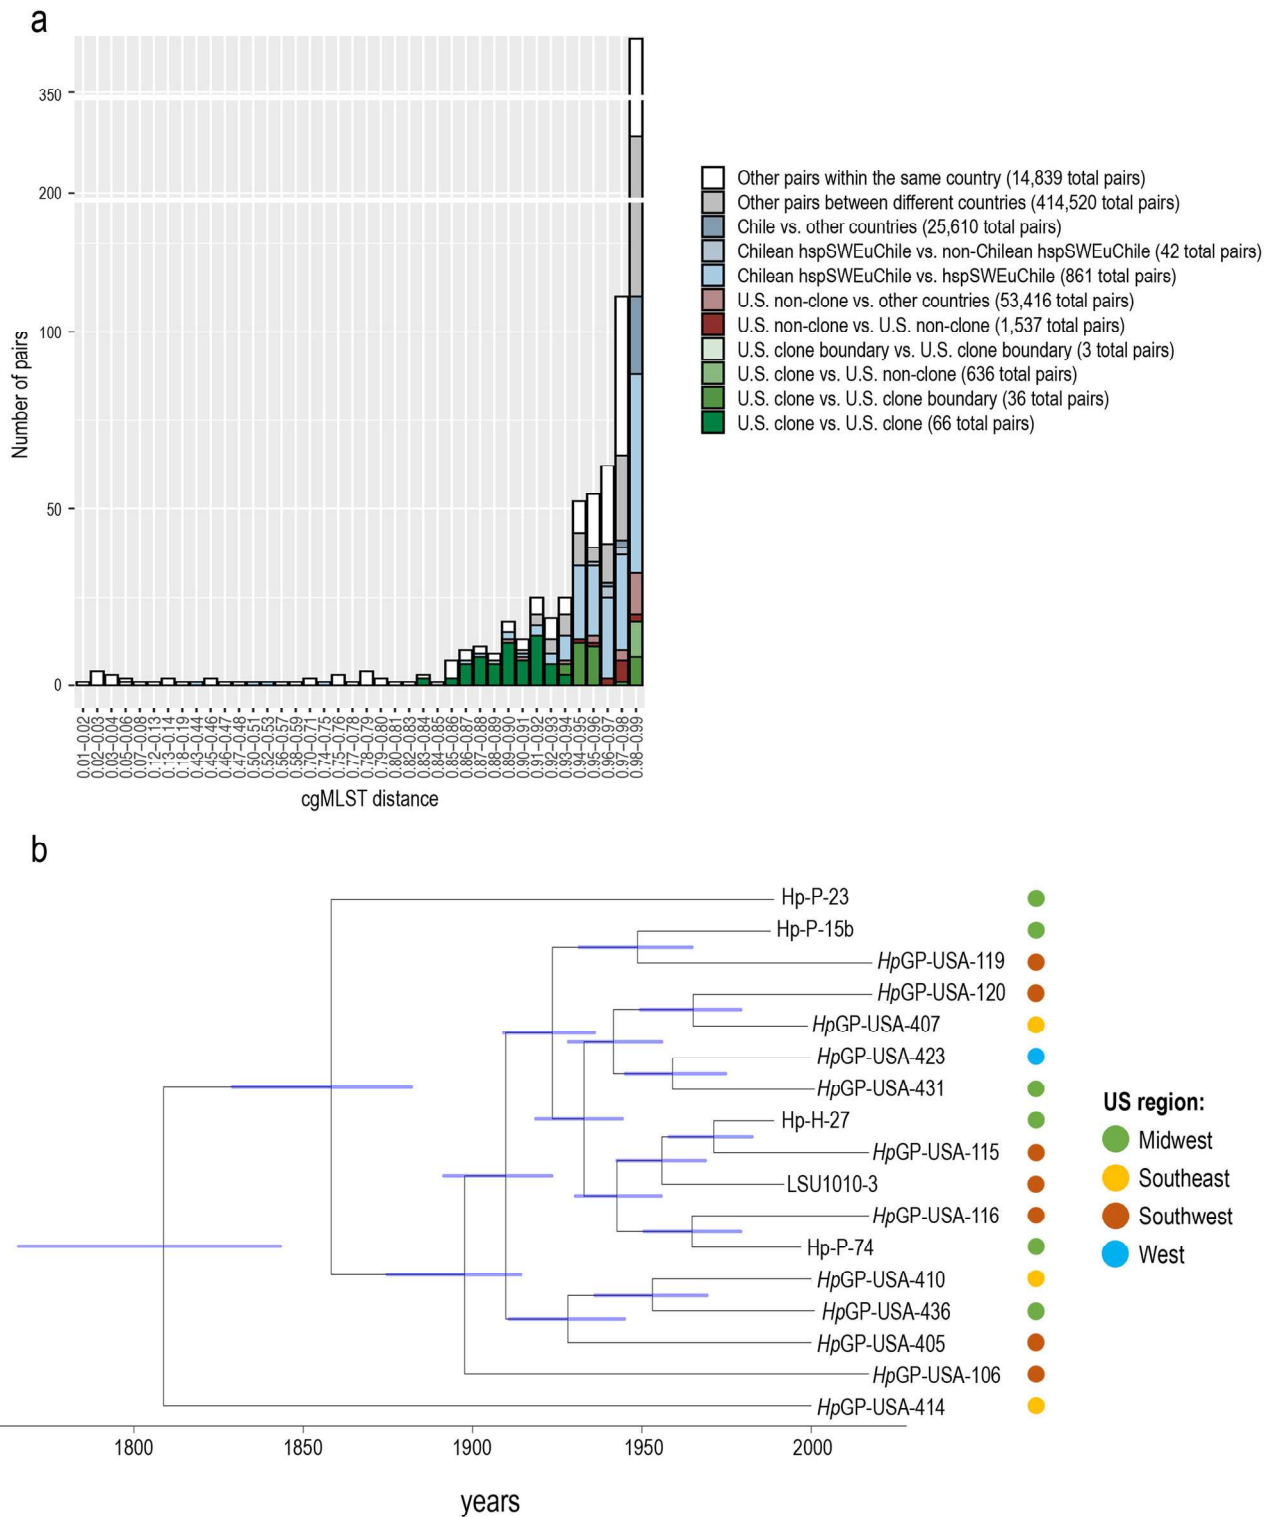 a
350
200
100
50
0
Number of pairs
0.01–0.02
0.02–0.03
0.03–0.04
0.05–0.06
0.07–0.08
0.12–0.13
0.13–0.14
0.18–0.19
0.43–0.44
0.45–0.46
0.46–0.47
0.47–0.48
0.50–0.51
0.52–0.53
0.56–0.57
0.58–0.59
0.70–0.71
0.74–0.75
0.75–0.76
0.77–0.78
0.78–0.79
0.79–0.80
0.80–0.81
0.82–0.83
0.83–0.84
0.84–0.85
0.85–0.86
0.86–0.87
0.87–0.88
0.88–0.89
0.89–0.90
0.90–0.91
0.91–0.92
0.92–0.93
0.93–0.94
0.94–0.95
0.95–0.96
0.96–0.97
0.97–0.98
0.98–0.99
cgMLST distance
Other pairs within the same country (14,839 total pairs)
Other pairs between different countries (414,520 total pairs)
Chile vs. other countries (25,610 total pairs)
Chilean hspSWEuChile vs. non-Chilean hspSWEuChile (42 total pairs)
Chilean hspSWEuChile vs. hspSWEuChile (861 total pairs)
U.S. non-clone vs. other countries (53,416 total pairs)
U.S. non-clone vs. U.S. non-clone (1,537 total pairs)
U.S. clone boundary vs. U.S. clone boundary (3 total pairs)
U.S. clone vs. U.S. non-clone (636 total pairs)
U.S. clone vs. U.S. clone boundary (36 total pairs)
U.S. clone vs. U.S. clone (66 total pairs)
b
Hp-P-23
Hp-P-15b
HpGP-USA-119
HpGP-USA-120
HpGP-USA-407
HpGP-USA-423
HpGP-USA-431
Hp-H-27
HpGP-USA-115
LSU1010-3
HpGP-USA-116
Hp-P-74
HpGP-USA-410
HpGP-USA-436
HpGP-USA-405
HpGP-USA-106
HpGP-USA-414
US region:
Midwest
Southeast
Southwest
West
1800 1850 1900 1950 2000
years